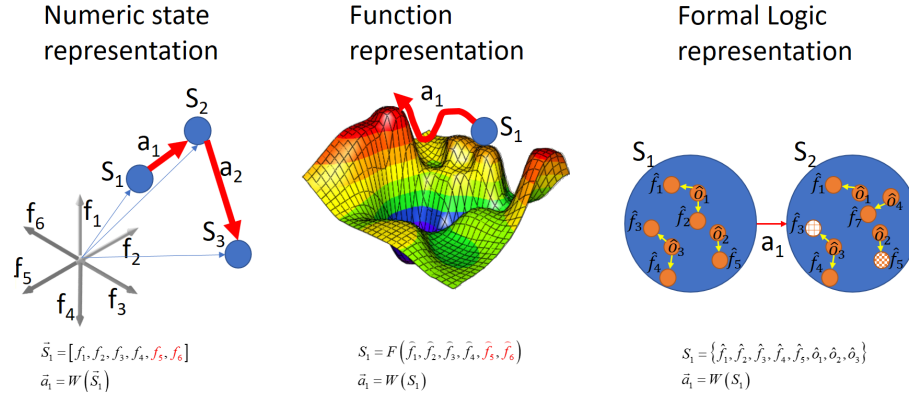 Numeric state
representation
Function
representation
Formal Logic
representation
S₂
a₁
S₁
a₂
S₃
f₁
f₆
f₂
f₅
f₃
f₄
a₁
S₁
S₁
S₂
f̂₁
ô₁
f̂₂
f̂₃
ô₂
ô₃
f̂₄
f̂₅
a₁
f̂₁
ô₁
ô₄
f̂₇
f̂₃
ô₂
ô₃
f̂₄
f̂₅
S⃗₁ = [f₁, f₂, f₃, f₄, f₅, f₆]
a⃗₁ = W(S⃗₁)
S₁ = F(f̂₁, f̂₂, f̂₃, f̂₄, f̂₅, f̂₆)
a⃗₁ = W(S₁)
S₁ = {f̂₁, f̂₂, f̂₃, f̂₄, f̂₅, ô₁, ô₂, ô₃}
a⃗₁ = W(S₁)